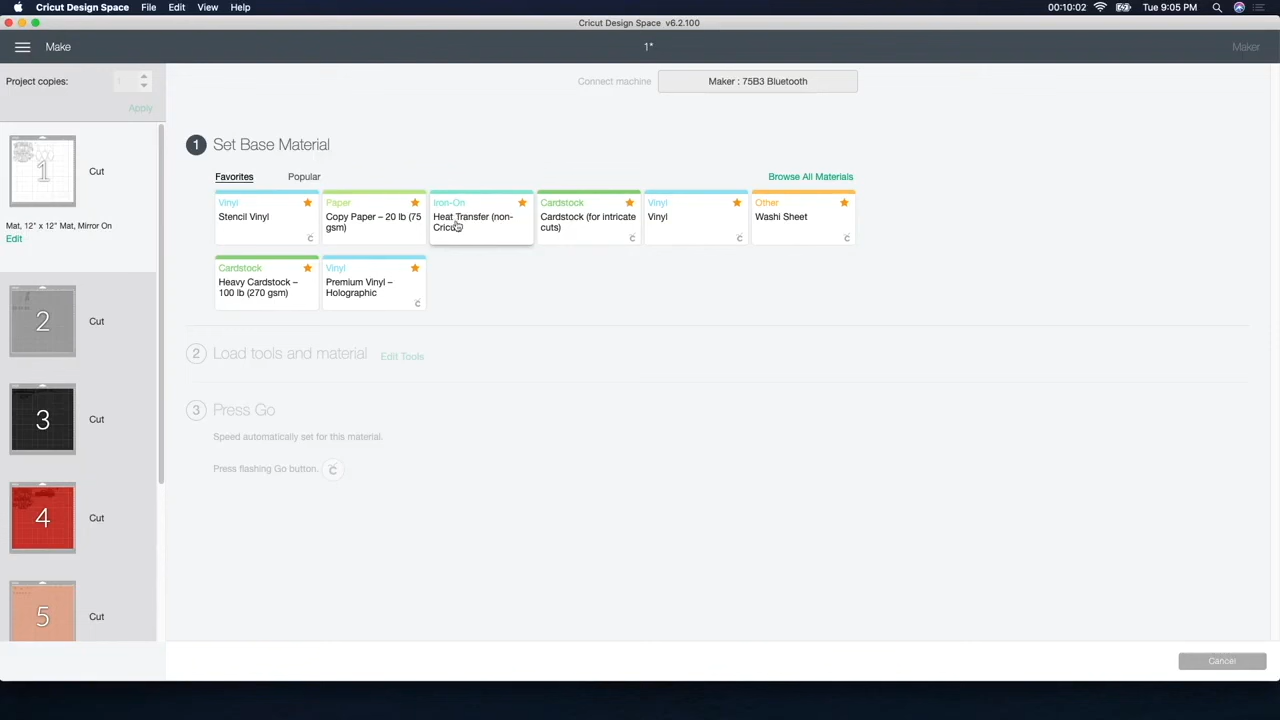 Cricut Design Space File Edit View Help 00:10:02 Tue 9:05 PM
Cricut Design Space v6.2.100
Make 1* Maker
Project copies: 1
Apply
Connect machine Maker : 75B3 Bluetooth
1 Set Base Material
Favorites Popular Browse All Materials
Vinyl
Stencil Vinyl
Paper
Copy Paper – 20 lb (75
gsm)
Iron-On
Heat Transfer (non-
Cricut)
Cardstock
Cardstock (for intricate
cuts)
Vinyl
Vinyl
Other
Washi Sheet
Cardstock
Heavy Cardstock –
100 lb (270 gsm)
Vinyl
Premium Vinyl –
Holographic
2 Load tools and material Edit Tools
3 Press Go
Speed automatically set for this material.
Press flashing Go button.
1 Cut
Mat, 12" x 12" Mat, Mirror On
Edit
2 Cut
3 Cut
4 Cut
5 Cut
Cancel